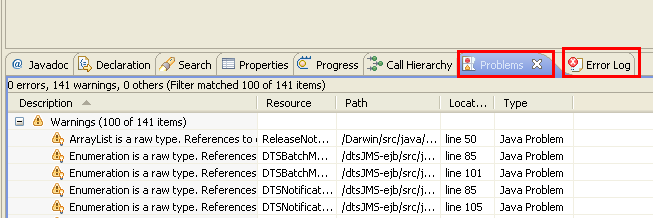 @ Javadoc Declaration Search Properties Progress Call Hierarchy Problems Error Log
0 errors, 141 warnings, 0 others (Filter matched 100 of 141 items)
Description Resource Path Locat... Type
Warnings (100 of 141 items)
ArrayList is a raw type. References to ReleaseNot... /Darwin/src/java/... line 50 Java Problem
Enumeration is a raw type. References DTSBatchM... /dtsJMS-ejb/src/j... line 85 Java Problem
Enumeration is a raw type. References DTSBatchM... /dtsJMS-ejb/src/j... line 101 Java Problem
Enumeration is a raw type. References DTSNotificat... /dtsJMS-ejb/src/j... line 85 Java Problem
Enumeration is a raw type. References DTSNotificat... /dtsJMS-ejb/src/j... line 105 Java Problem